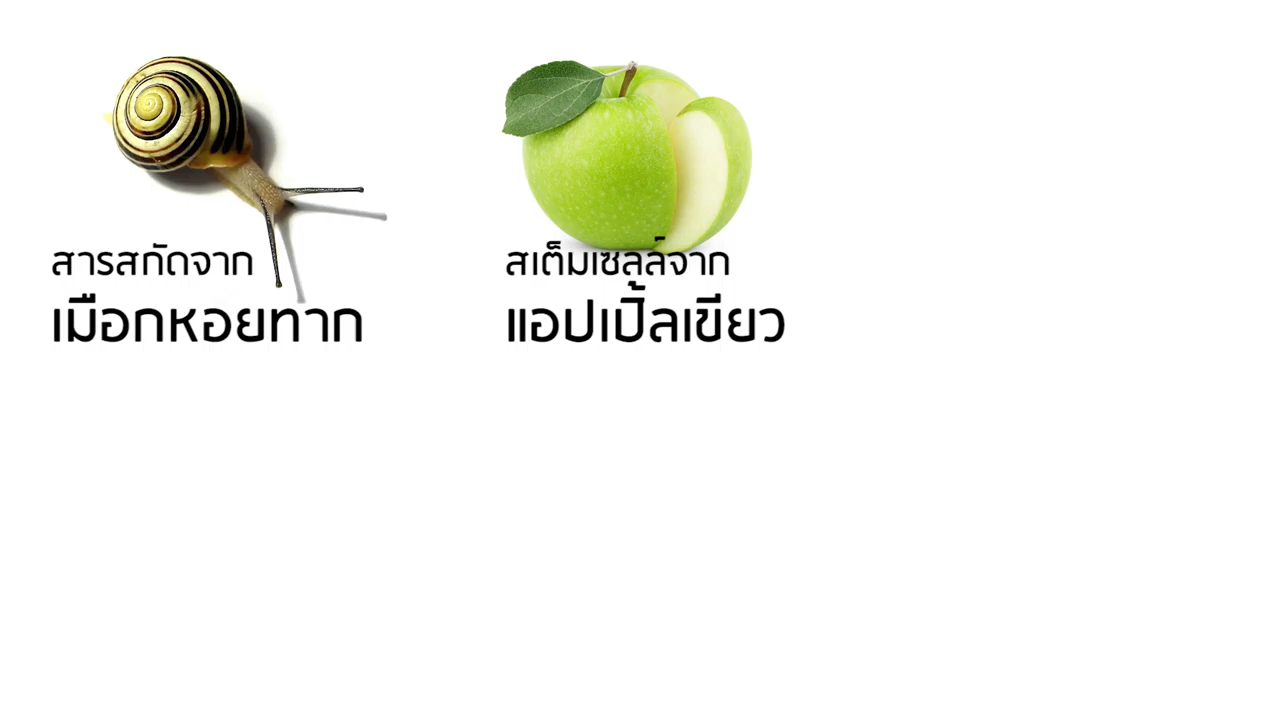 สารสกัดจาก
เมือกหอยทาก
สเต็มเซลล์จาก
แอปเปิ้ลเขียว